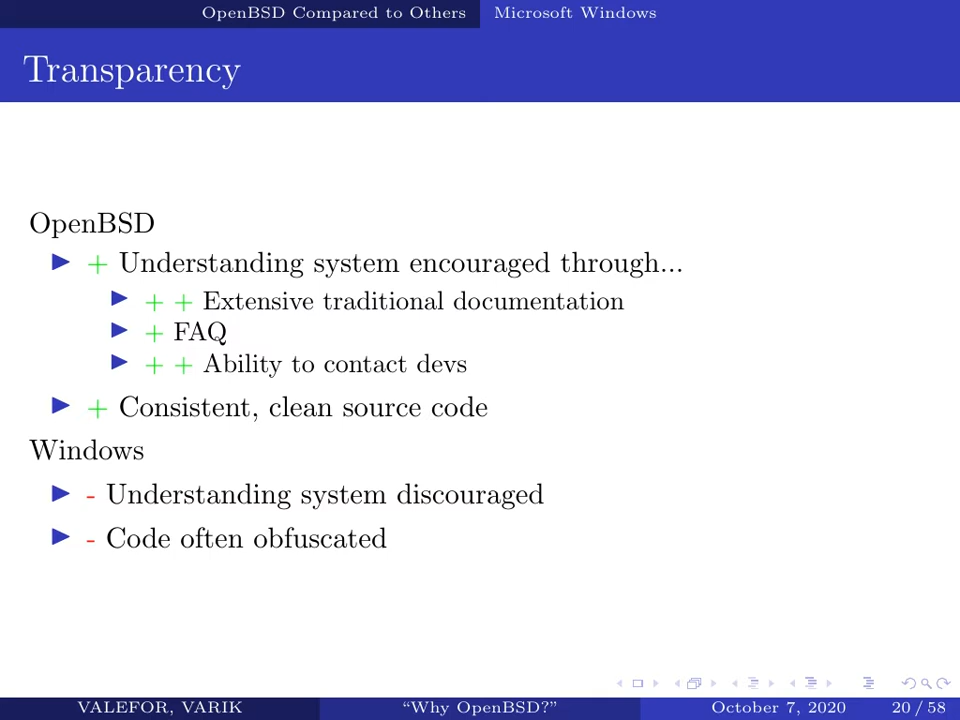 OpenBSD Compared to Others Microsoft Windows
Transparency
OpenBSD
+ Understanding system encouraged through...
+ + Extensive traditional documentation
+ FAQ
+ + Ability to contact devs
+ Consistent, clean source code
Windows
- Understanding system discouraged
- Code often obfuscated
VALEFOR, VARIK “Why OpenBSD?” October 7, 2020 20 / 58